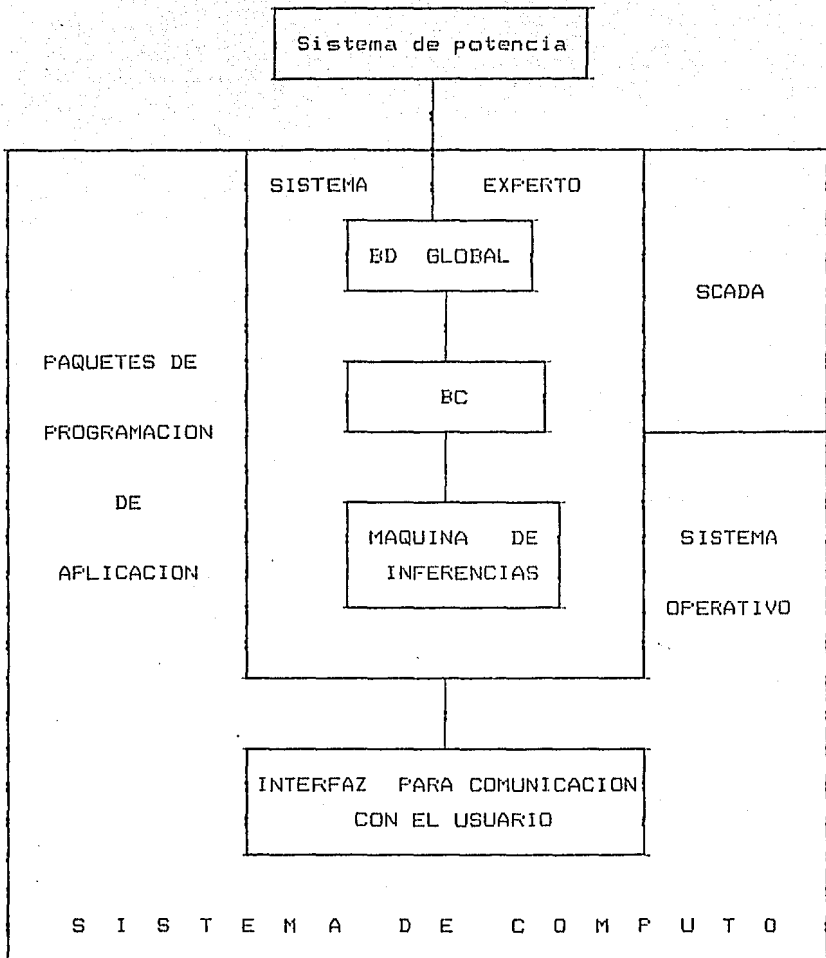 Sistema de potencia
SISTEMA EXPERTO
BD GLOBAL
SCADA
PAQUETES DE
PROGRAMACION
DE
APLICACION
BC
MAQUINA DE
INFERENCIAS
SISTEMA
OPERATIVO
INTERFAZ PARA COMUNICACION
CON EL USUARIO
S I S T E M A D E C O M P U T O